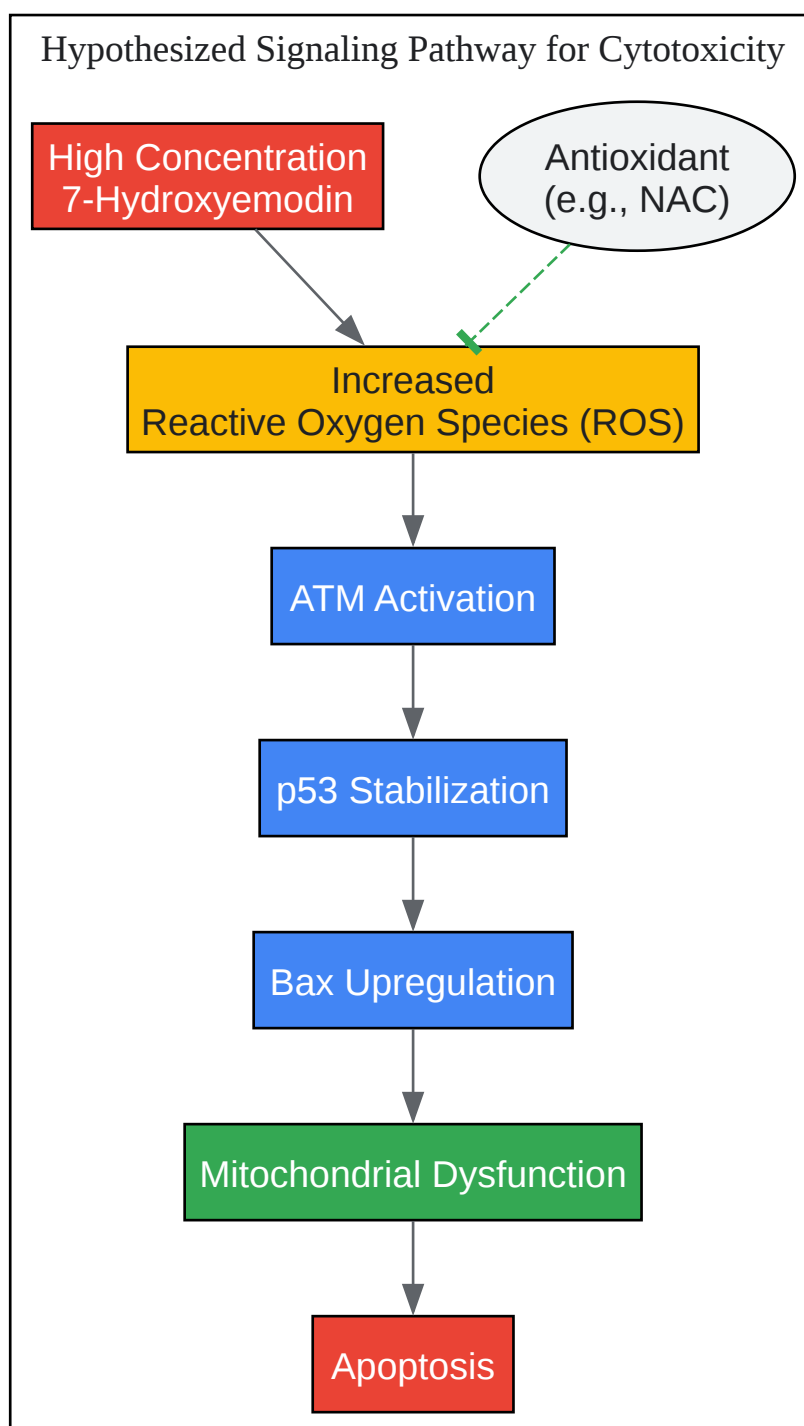 Hypothesized Signaling Pathway for Cytotoxicity
High Concentration
7-Hydroxyemodin
Antioxidant
(e.g., NAC)
Increased
Reactive Oxygen Species (ROS)
ATM Activation
p53 Stabilization
Bax Upregulation
Mitochondrial Dysfunction
Apoptosis